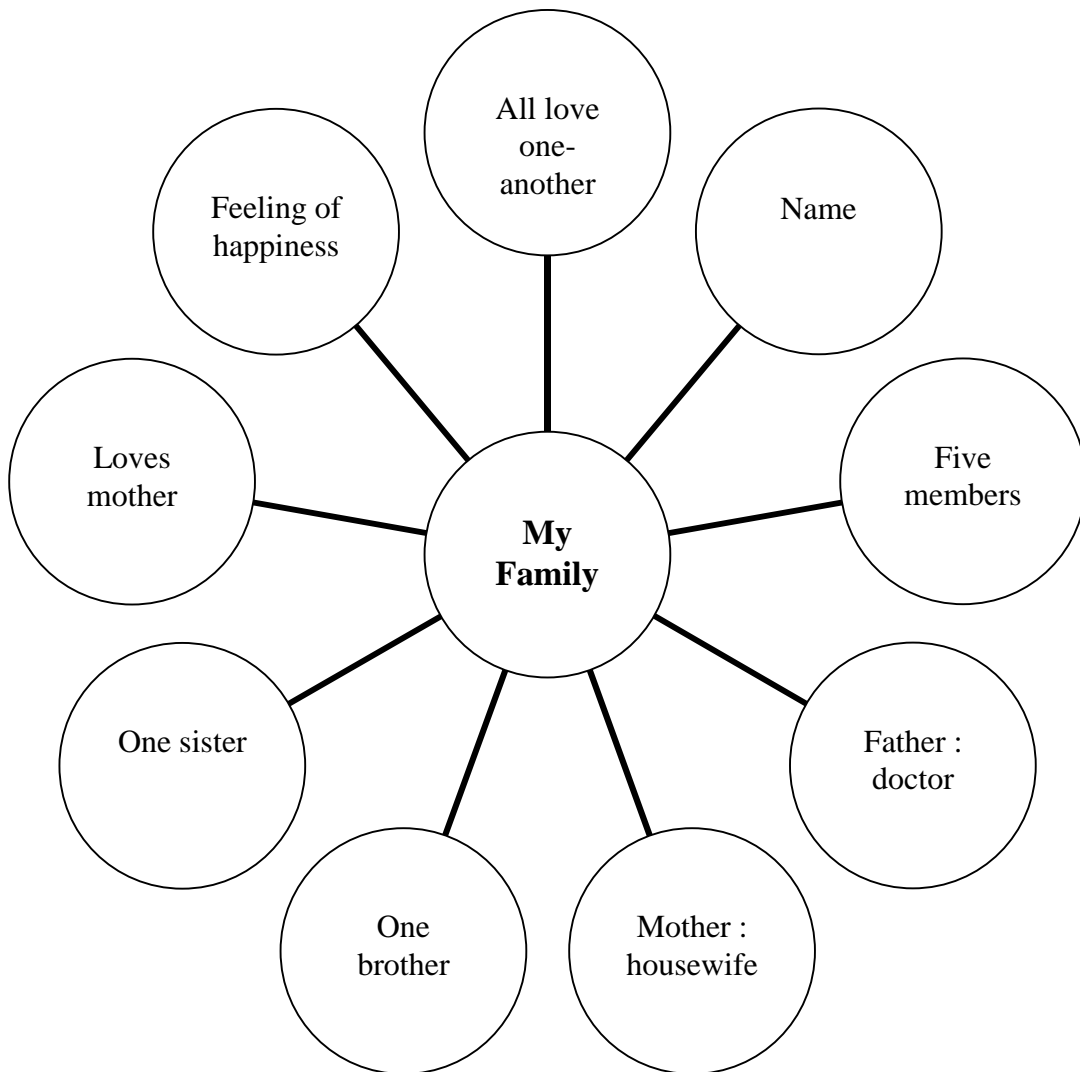 All love
one-
another
Name
Five
members
Father :
doctor
Mother :
housewife
One
brother
One sister
Loves
mother
Feeling of
happiness
My
Family